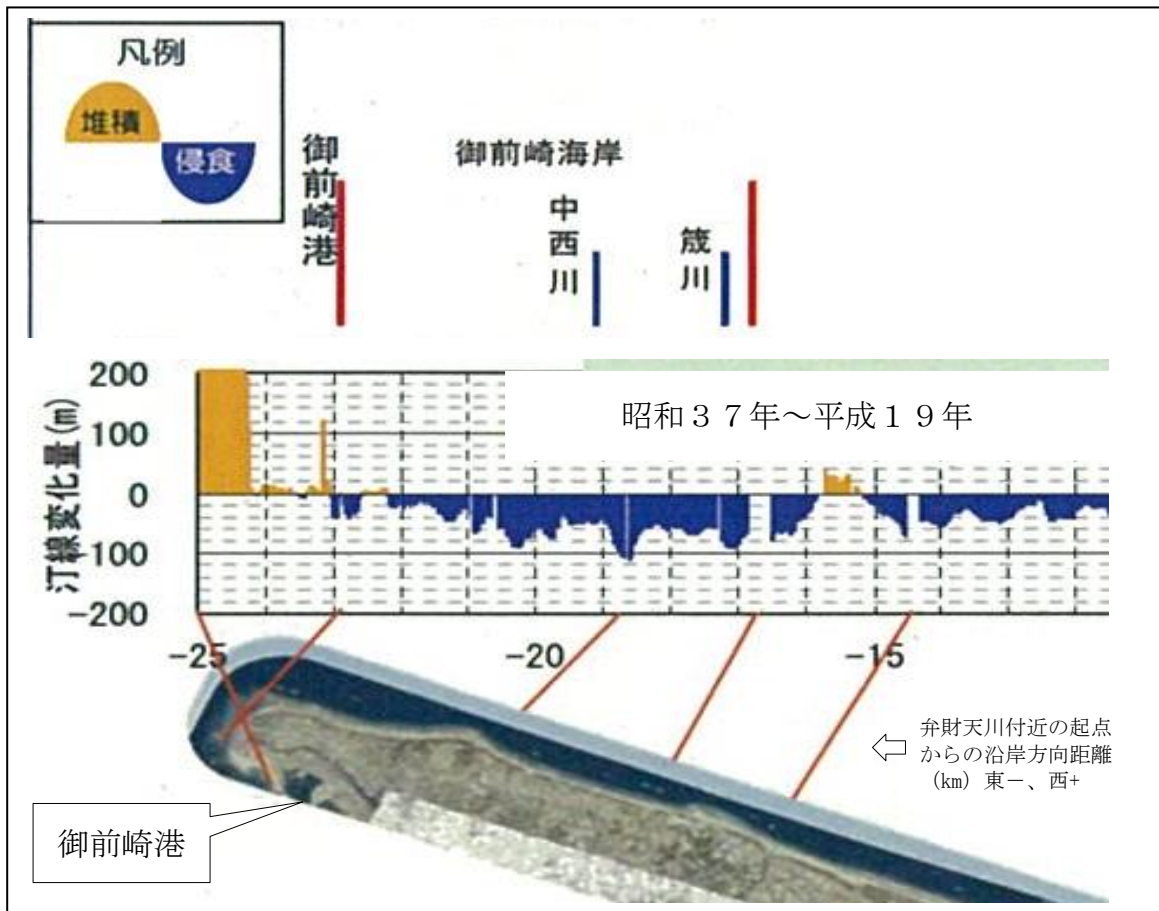 凡例
堆積
侵食
御前崎港
御前崎海岸
中西川
筬川
汀線変化量(m)
200
100
0
-100
-200
昭和３７年～平成１９年
-25
-20
-15
弁財天川付近の起点
からの沿岸方向距離
(km) 東－、西+
御前崎港